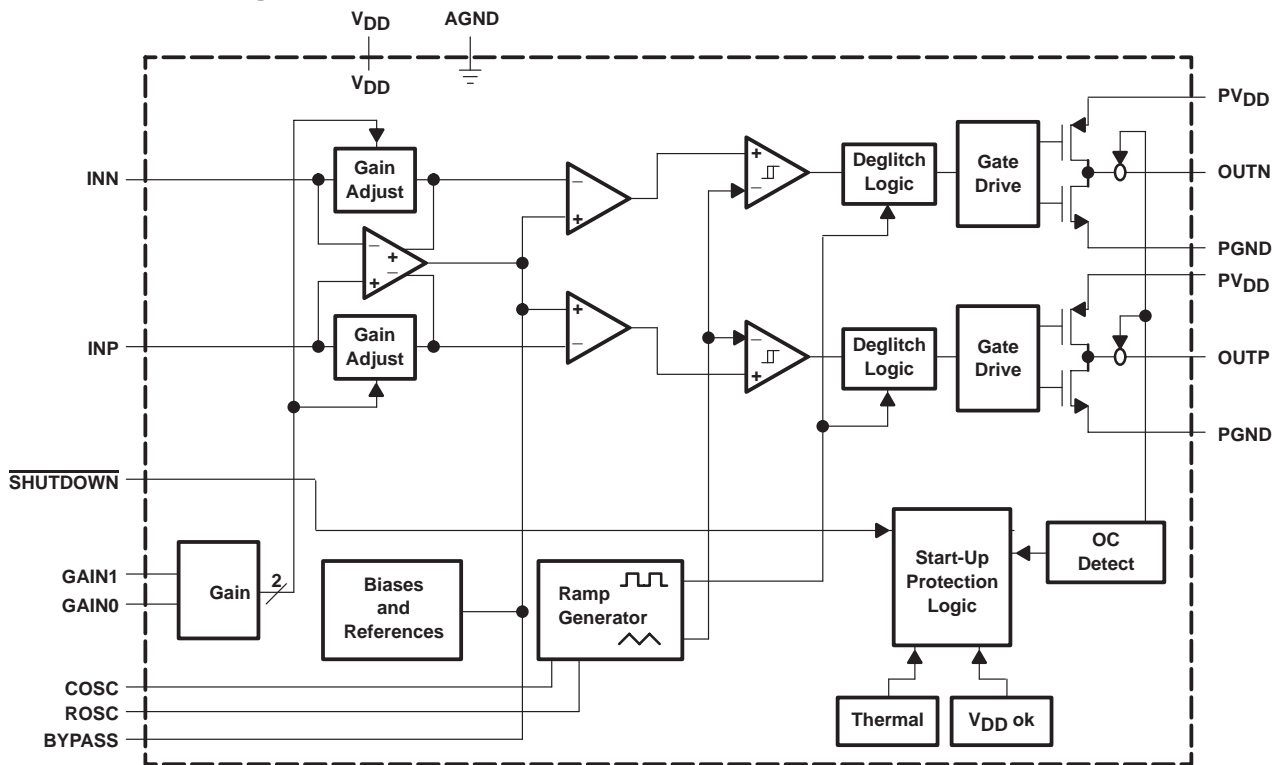 VDD AGND
VDD
PVDD
INN
Gain
Adjust
−
+
+
−
Deglitch
Logic
Gate
Drive
OUTN
−
+
−
+
PGND
PVDD
INP
Gain
Adjust
+
−
−
+
Deglitch
Logic
Gate
Drive
OUTP
PGND
SHUTDOWN
GAIN1
GAIN0
Gain
2
Biases
and
References
Ramp
Generator
Start-Up
Protection
Logic
OC
Detect
COSC
ROSC
BYPASS
Thermal
VDD ok